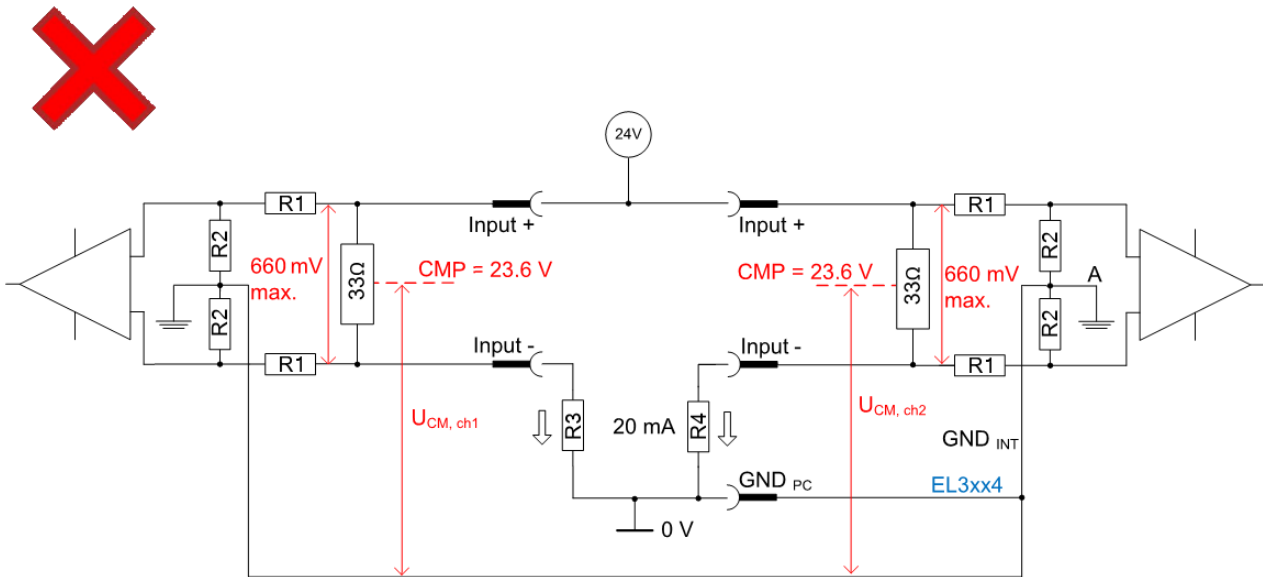 24V
R1
R1
Input +
Input +
R2
R2
660 mV
max.
33Ω
CMP = 23.6 V
CMP = 23.6 V
33Ω
660 mV
max.
A
R2
R2
Input -
Input -
R1
R1
UCM, ch1
R3
20 mA
R4
UCM, ch2
GND INT
GND PC
EL3xx4
0 V